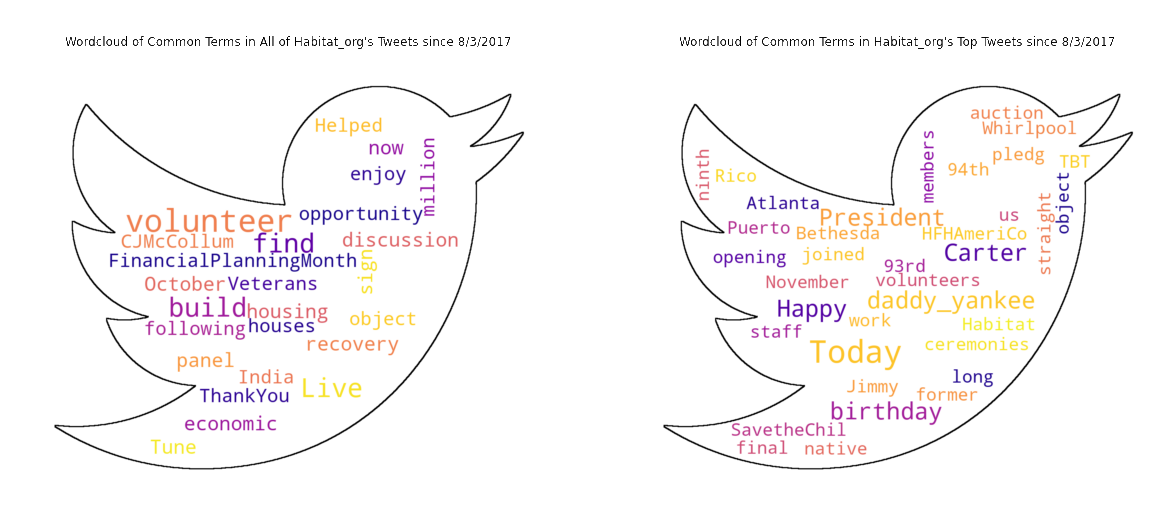 Wordcloud of Common Terms in All of Habitat_org's Tweets since 8/3/2017
Helped
now
million
enjoy
opportunity
volunteer
CJMcCollum
find
discussion
FinancialPlanningMonth
sign
October
Veterans
build
housing
following
houses
object
recovery
panel
India
Live
ThankYou
economic
Tune
Wordcloud of Common Terms in Habitat_org's Top Tweets since 8/3/2017
auction
Whirlpool
members
pledg
TBT
94th
ninth
Rico
object
Atlanta
President
us
straight
Puerto
Bethesda
HFHAmeriCo
opening
joined
Carter
93rd
November
volunteers
daddy_yankee
Happy
work
Habitat
staff
ceremonies
Today
long
Jimmy
former
birthday
SavetheChil
final
native